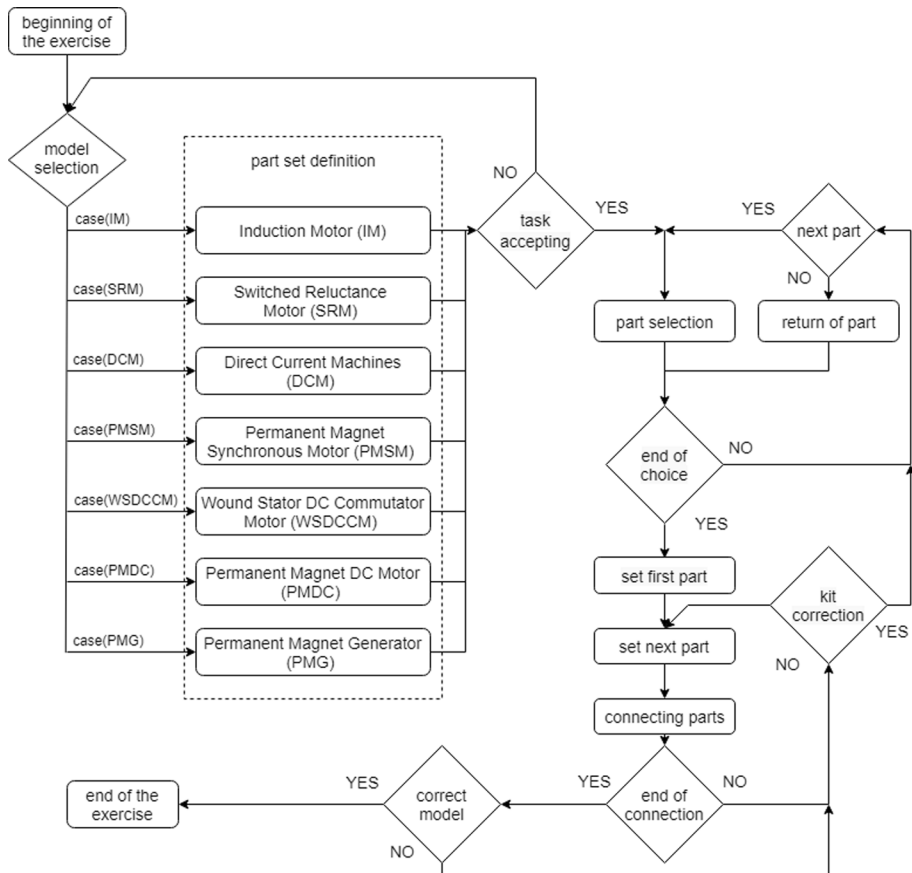 beginning of
the exercise
model
selection
part set definition
case(IM)
Induction Motor (IM)
case(SRM)
Switched Reluctance
Motor (SRM)
case(DCM)
Direct Current Machines
(DCM)
case(PMSM)
Permanent Magnet
Synchronous Motor (PMSM)
case(WSDCCM)
Wound Stator DC Commutator
Motor (WSDCCM)
case(PMDC)
Permanent Magnet DC Motor
(PMDC)
case(PMG)
Permanent Magnet Generator
(PMG)
NO
task
accepting
YES
YES
next part
NO
part selection
return of part
end of
choice
NO
YES
set first part
kit
correction
YES
NO
set next part
connecting parts
end of
connection
NO
YES
correct
model
YES
NO
end of the
exercise